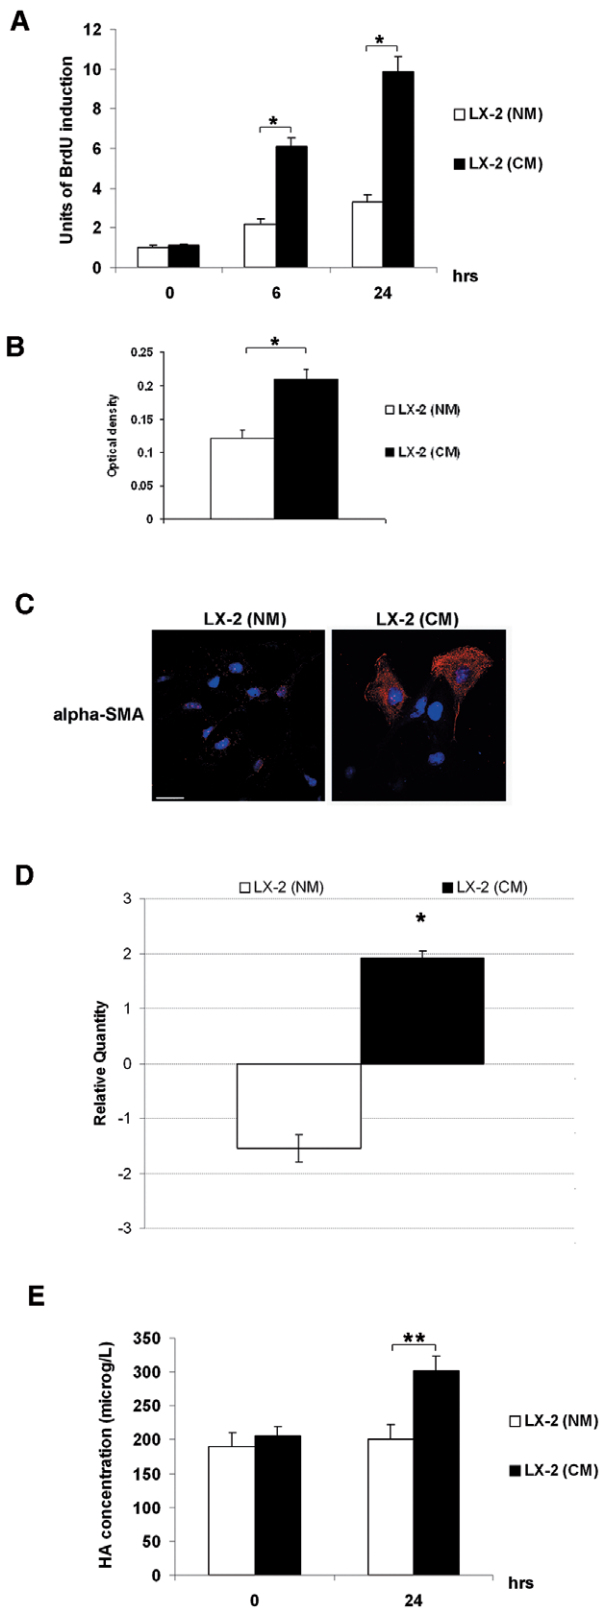 A
Units of BrdU induction
12
10
8
6
4
2
0
*
*
LX-2 (NM)
LX-2 (CM)
0 6 24 hrs
B
Optical density
0.25
0.2
0.15
0.1
0.05
0
*
LX-2 (NM)
LX-2 (CM)
C
LX-2 (NM) LX-2 (CM)
alpha-SMA
D
LX-2 (NM) LX-2 (CM)
Relative Quantity
3
2
1
0
-1
-2
-3
*
E
HA concentration (microg/L)
350
300
250
200
150
100
50
0
**
LX-2 (NM)
LX-2 (CM)
0 24 hrs